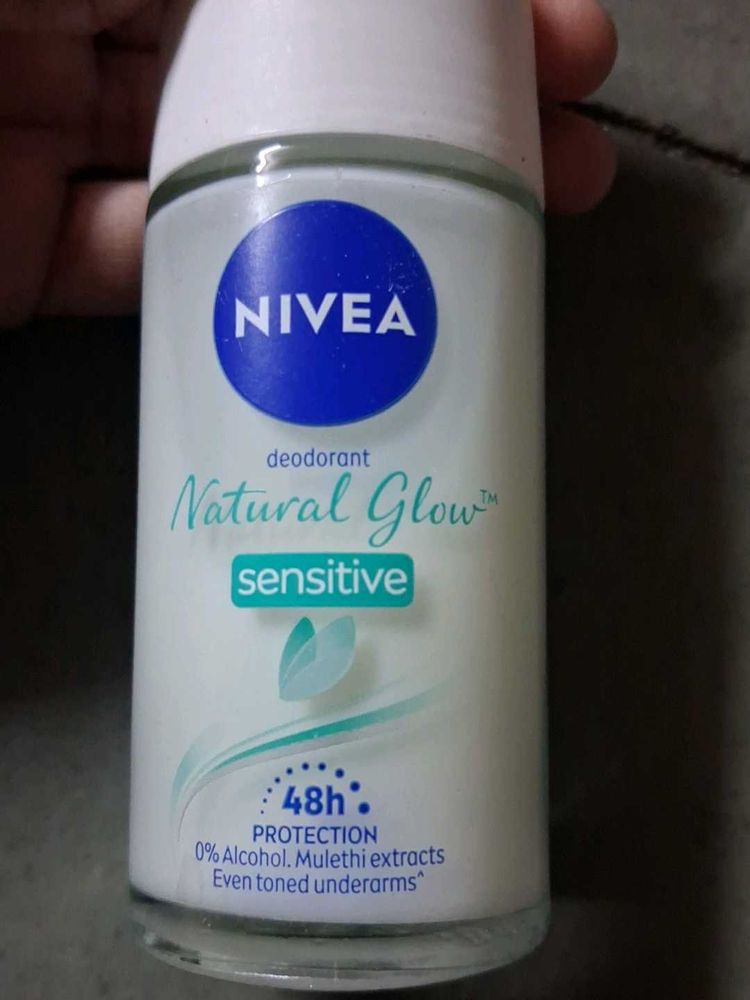 NIVEA
deodorant
Natural Glow™
sensitive
48h
PROTECTION
0% Alcohol. Mulethi extracts
Even toned underarms^